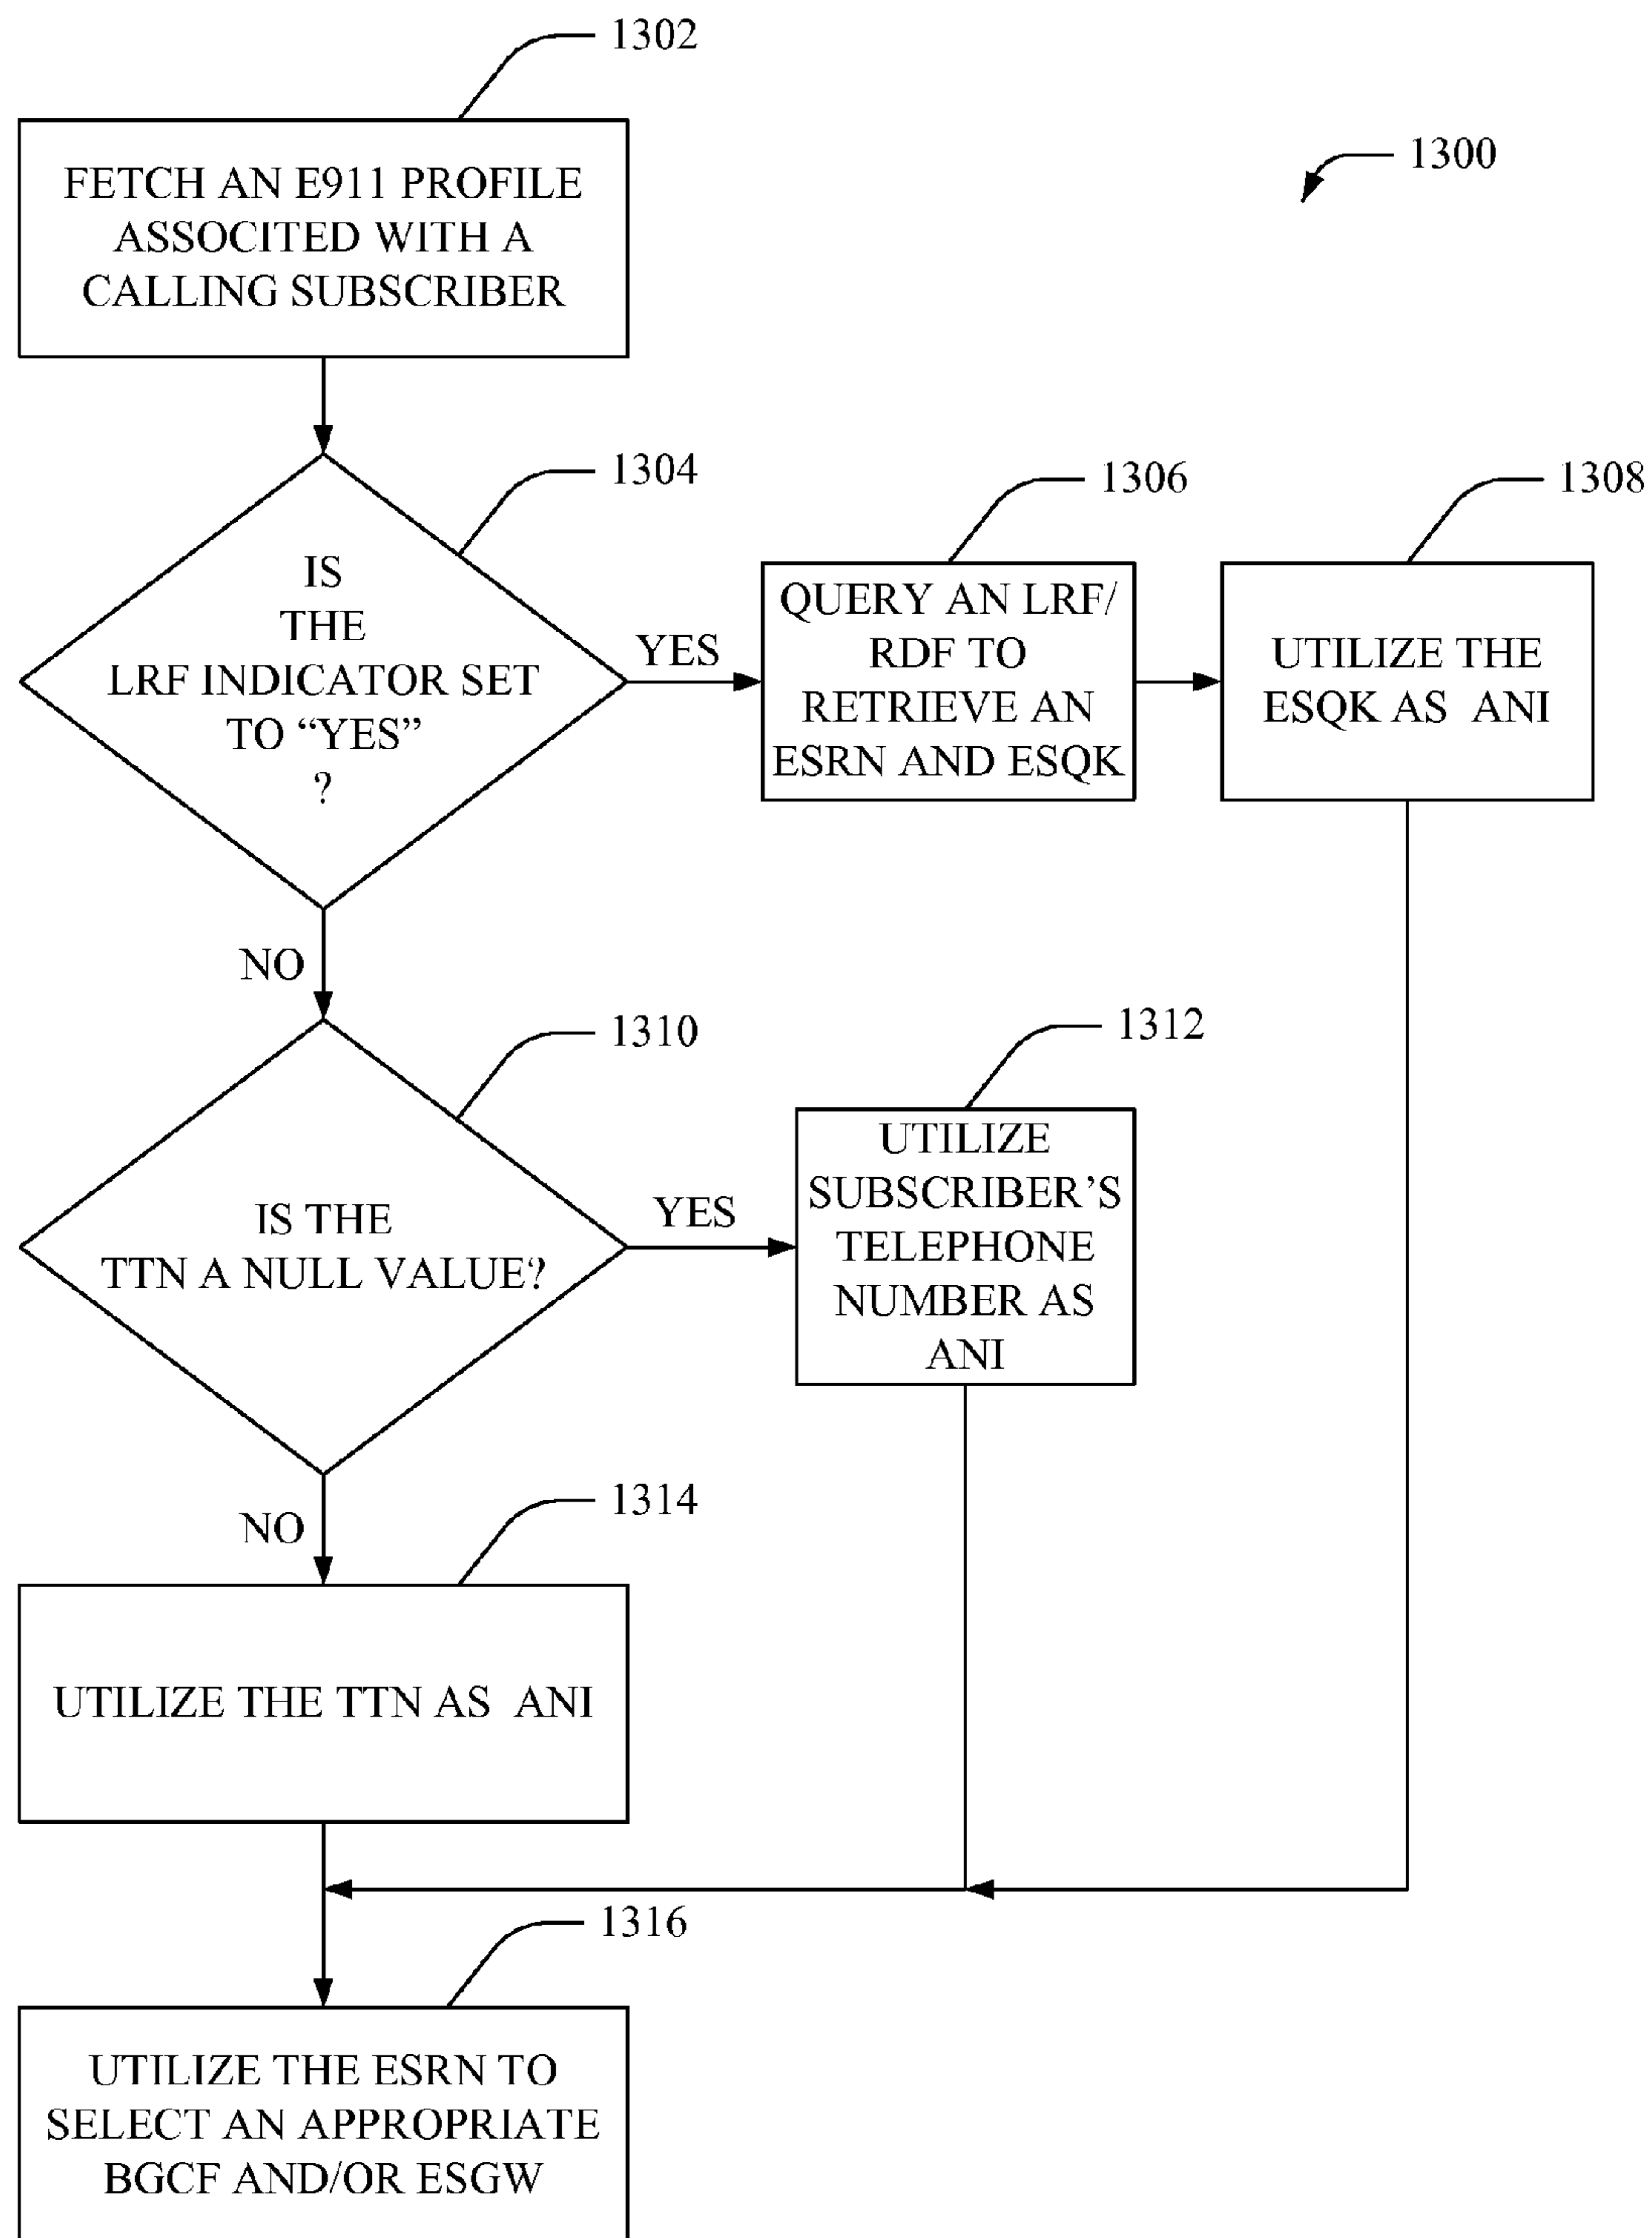 1302
1300
FETCH AN E911 PROFILE
ASSOCITED WITH A
CALLING SUBSCRIBER
1304
1306
1308
IS
THE
LRF INDICATOR SET
TO “YES”
?
YES
QUERY AN LRF/
RDF TO
RETRIEVE AN
ESRN AND ESQK
UTILIZE THE
ESQK AS ANI
NO
1310
1312
IS THE
TTN A NULL VALUE?
YES
UTILIZE
SUBSCRIBER’S
TELEPHONE
NUMBER AS
ANI
NO
1314
UTILIZE THE TTN AS ANI
1316
UTILIZE THE ESRN TO
SELECT AN APPROPRIATE
BGCF AND/OR ESGW